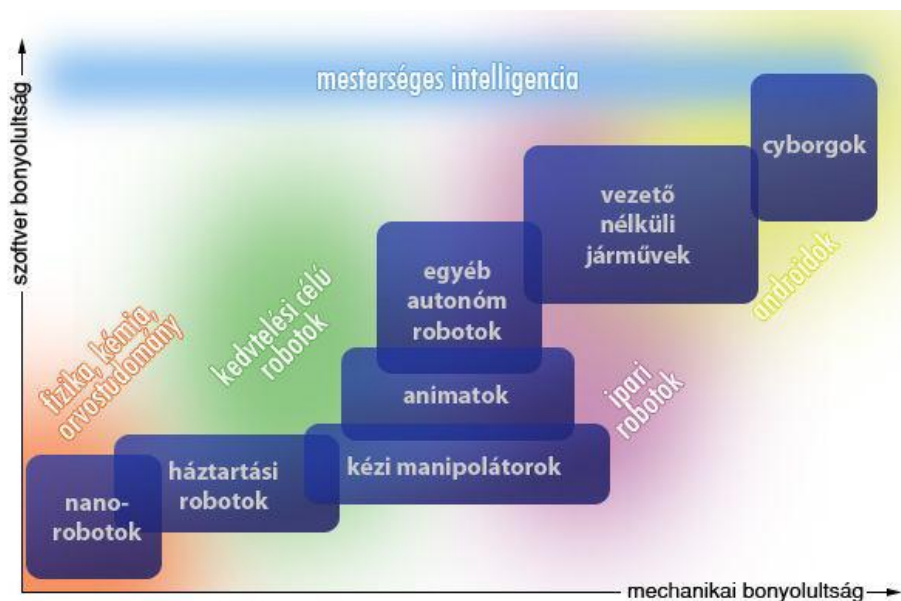 szoftver bonyolultság
mesterséges intelligencia
cyborgok
vezető
nélküli
járművek
androidok
egyéb
autonóm
robotok
kedvtelési célú
robotok
fizika, kémia,
orvostudomány
animatok
ipari
robotok
kézi manipolátorok
háztartási
robotok
nano-
robotok
mechanikai bonyolultság